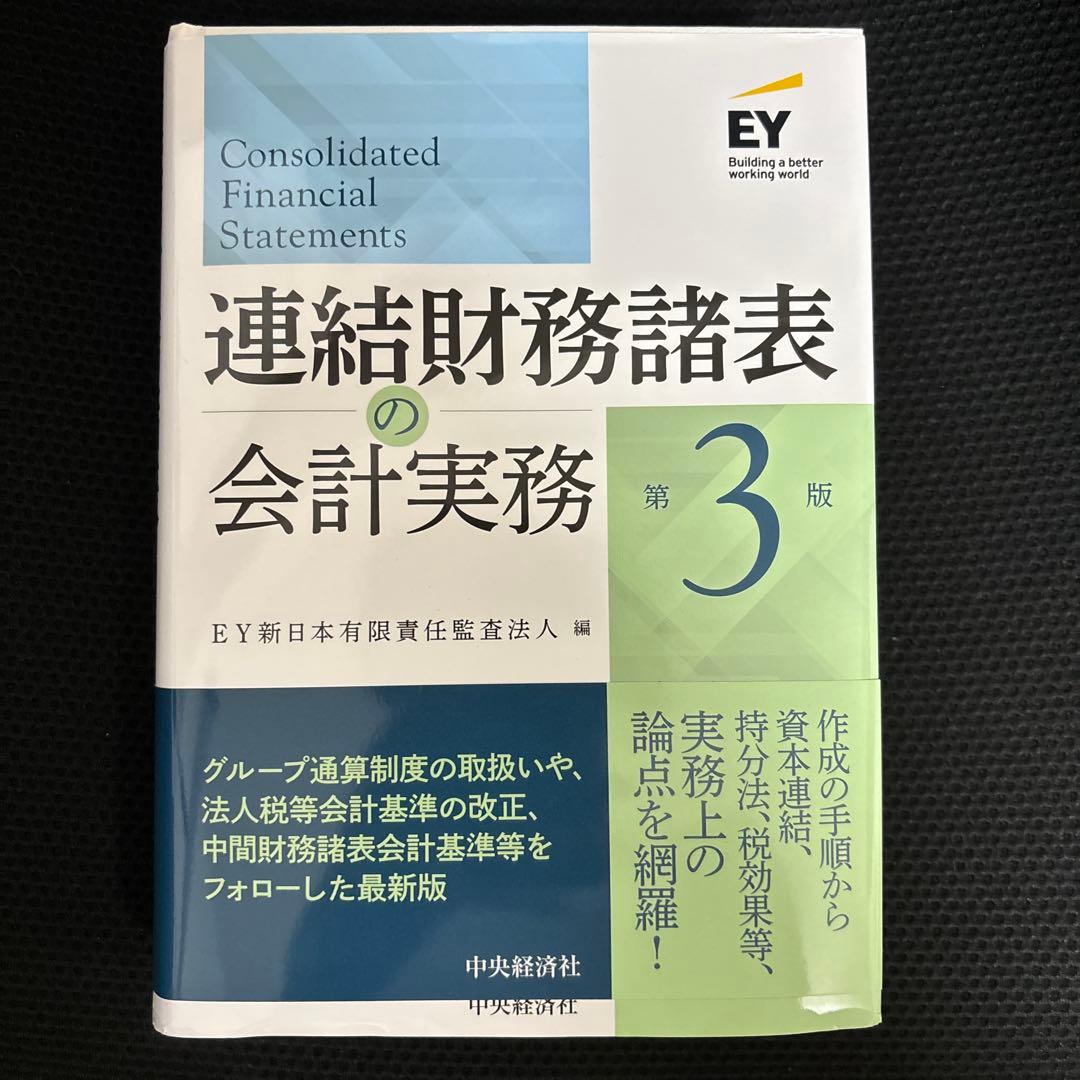 Consolidated
Financial
Statements
EY
Building a better
working world
連結財務諸表
の
会計実務
第3版
EY新日本有限責任監査法人 編
グループ通算制度の取扱いや、
法人税等会計基準の改正、
中間財務諸表会計基準等を
フォローした最新版
作成の手順から
資本連結、
持分法、税効果等、
実務上の
論点を網羅！
中央経済社
中央経済社